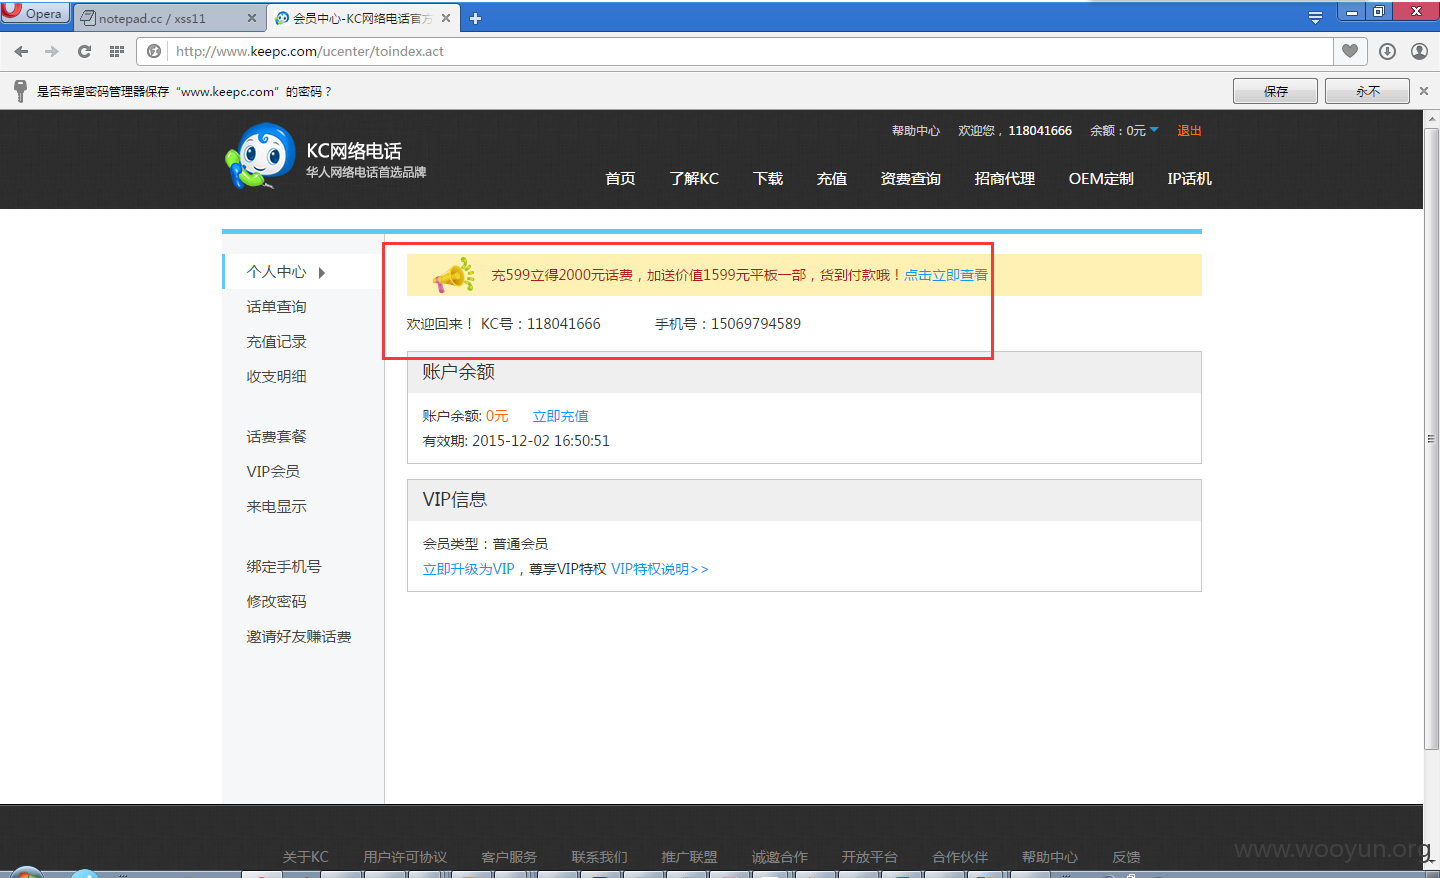 Opera
notepad.cc / xss11
会员中心-KC网络电话官方
http://www.keepc.com/ucenter/toindex.act
是否希望密码管理器保存 "www.keepc.com" 的密码？
保存
永不
KC网络电话
华人网络电话首选品牌
帮助中心 欢迎您，118041666 余额：0元 退出
首页 了解KC 下载 充值 资费查询 招商代理 OEM定制 IP话机
个人中心
话单查询
充值记录
收支明细
话费套餐
VIP会员
来电显示
绑定手机号
修改密码
邀请好友赚话费
充599立得2000元话费，加送价值1599元平板一部，货到付款哦！点击立即查看
欢迎回来！ KC号：118041666 手机号：15069794589
账户余额
账户余额: 0元 立即充值
有效期: 2015-12-02 16:50:51
VIP信息
会员类型：普通会员
立即升级为VIP，尊享VIP特权 VIP特权说明>>
关于KC 用户许可协议 客户服务 联系我们 推广联盟 诚邀合作 开放平台 合作伙伴 帮助中心 反馈
www.wooyun.org